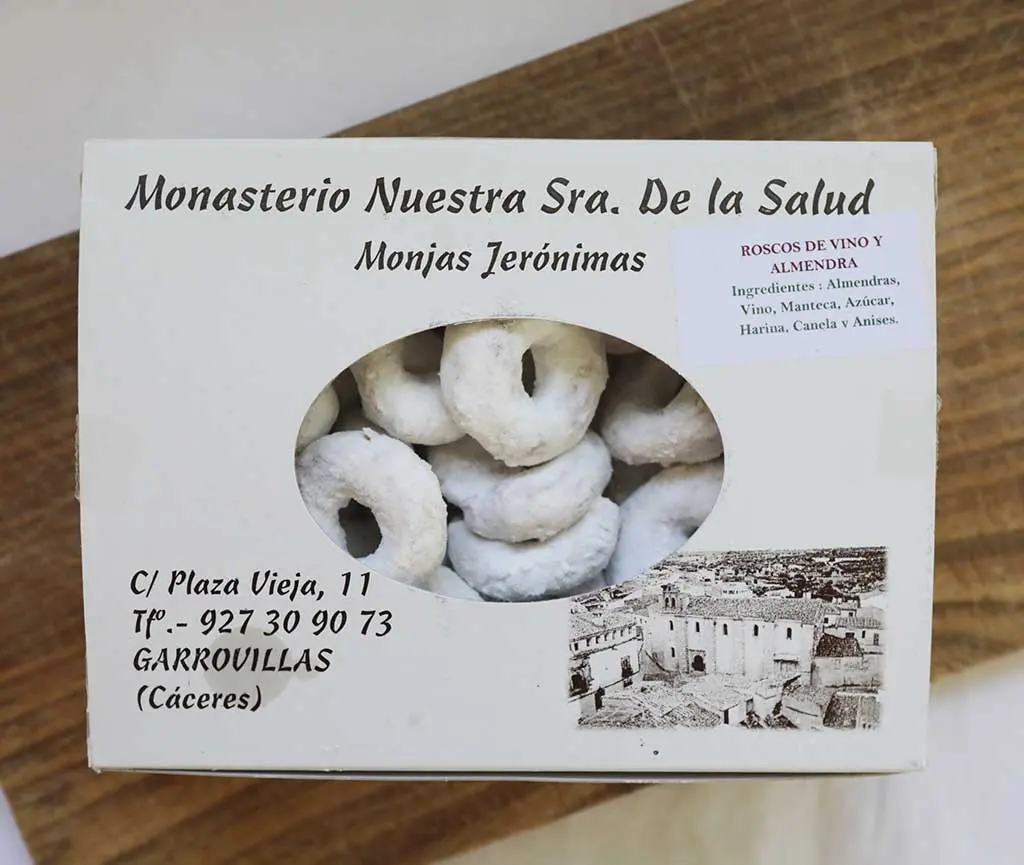 Monasterio Nuestra Sra. De la Salud
Monjas Jerónimas
ROSCOS DE VINO Y
ALMENDRA
Ingredientes : Almendras,
Vino, Manteca, Azúcar,
Harina, Canela y Anises.
C/ Plaza Vieja, 11
Tfº.- 927 30 90 73
GARROVILLAS
(Cáceres)